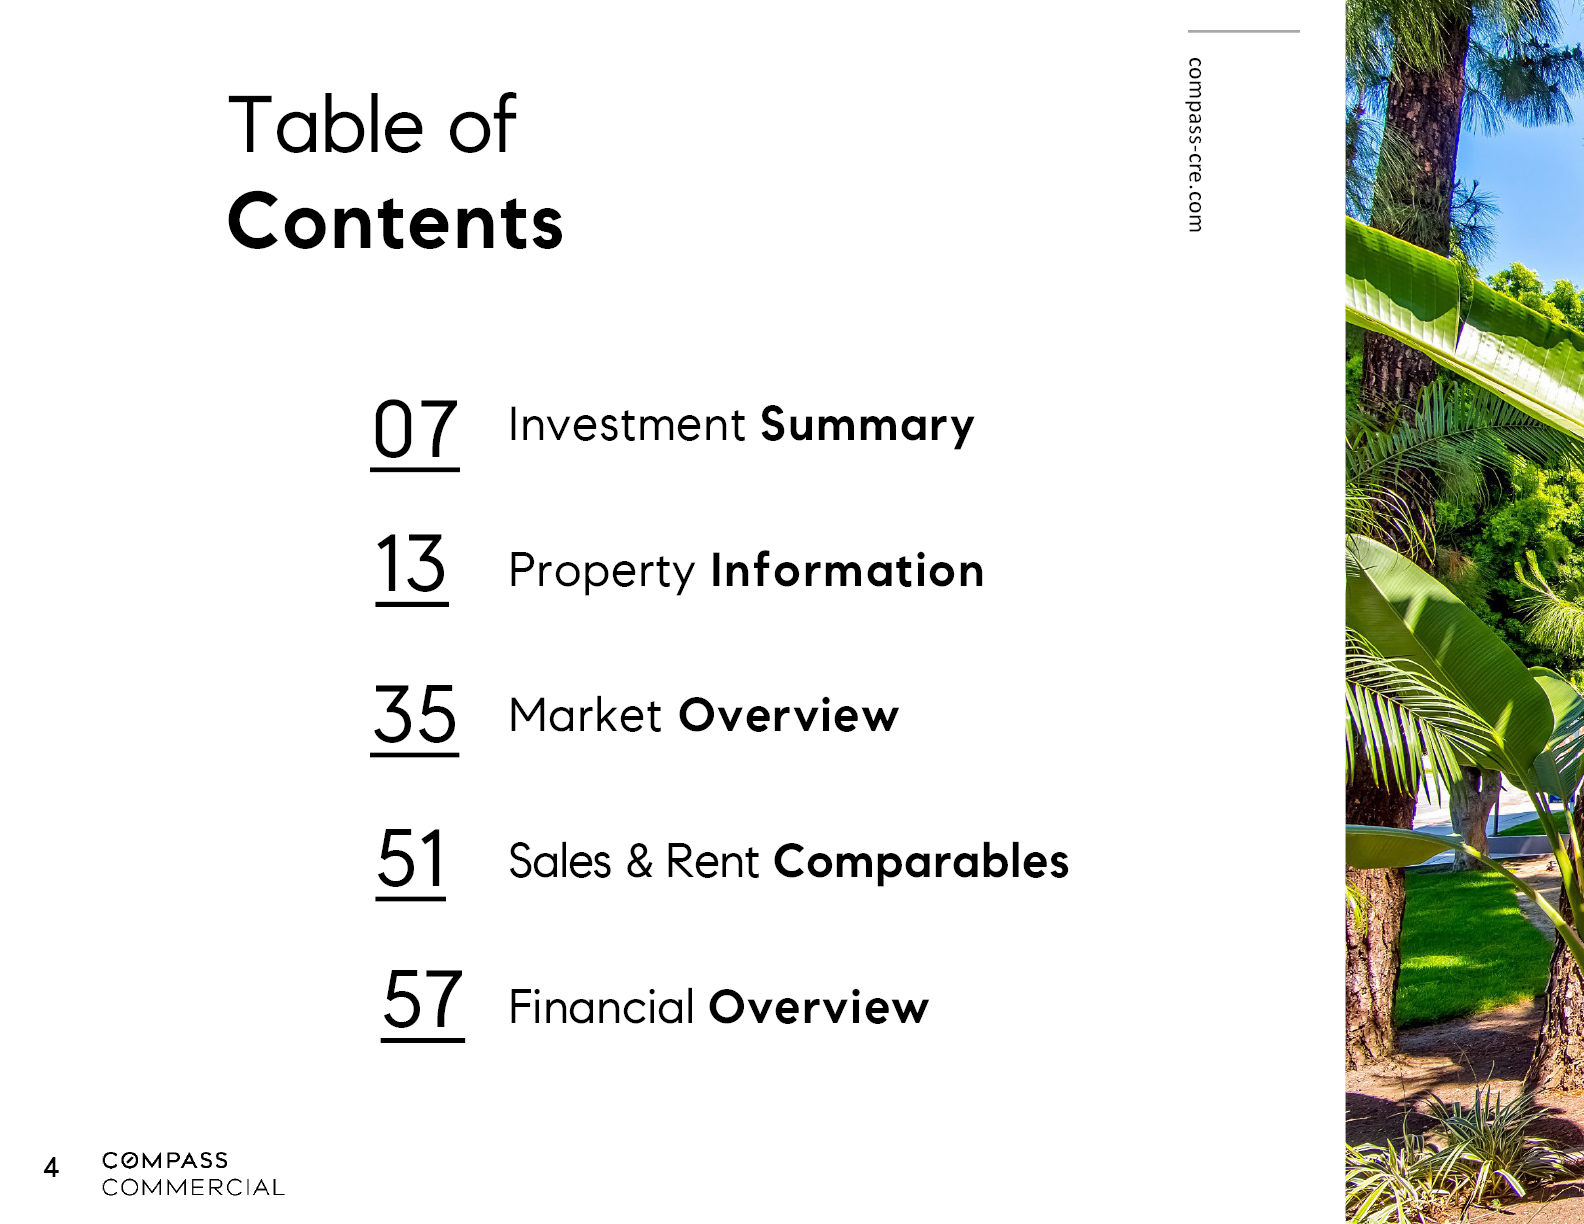 compass-cre.com
Table of
Contents
07 Investment Summary
13 Property Information
35 Market Overview
51 Sales & Rent Comparables
57 Financial Overview
4
COMPASS
COMMERCIAL